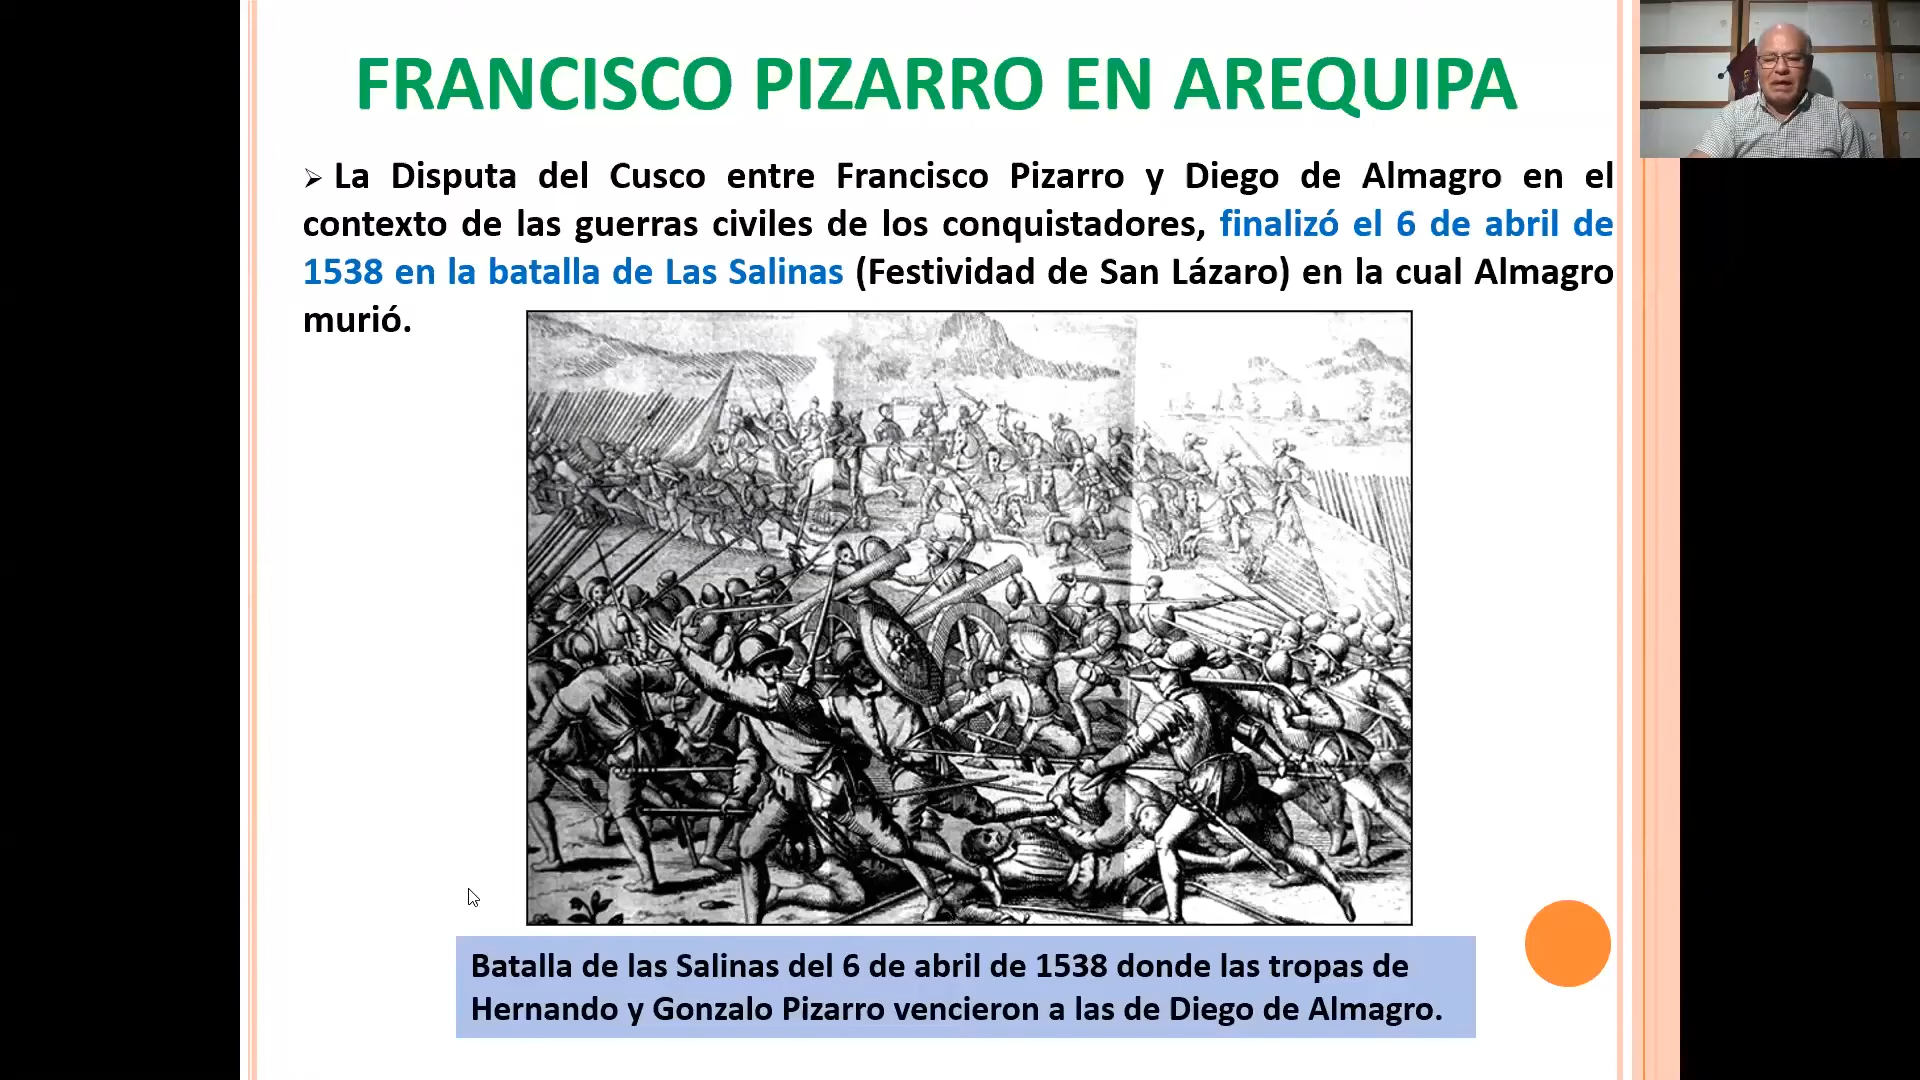 FRANCISCO PIZARRO EN AREQUIPA
➢ La Disputa del Cusco entre Francisco Pizarro y Diego de Almagro en el
contexto de las guerras civiles de los conquistadores, finalizó el 6 de abril de
1538 en la batalla de Las Salinas (Festividad de San Lázaro) en la cual Almagro
murió.
Batalla de las Salinas del 6 de abril de 1538 donde las tropas de
Hernando y Gonzalo Pizarro vencieron a las de Diego de Almagro.